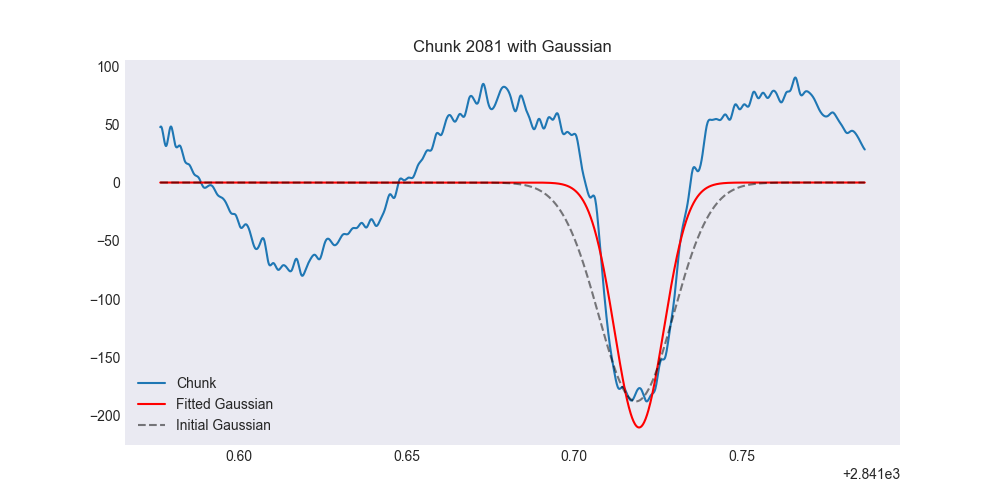 Chunk 2081 with Gaussian
100
50
0
−50
−100
−150
−200
Chunk
Fitted Gaussian
Initial Gaussian
0.60 0.65 0.70 0.75
+2.841e3